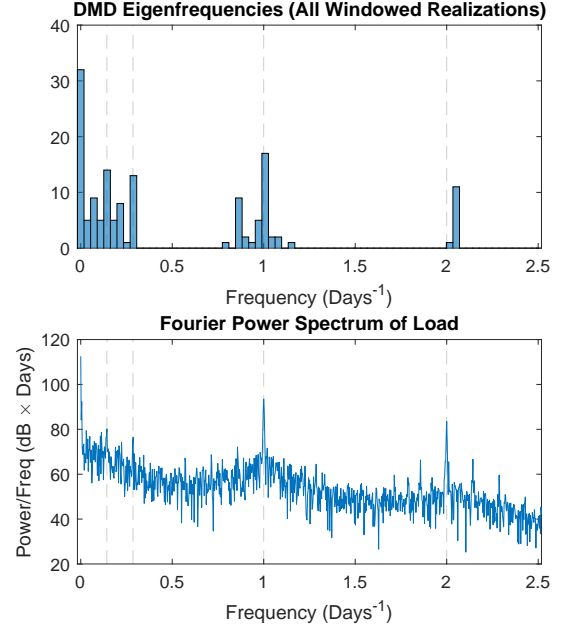 DMD Eigenfrequencies (All Windowed Realizations)
40
30
20
10
0
0 0.5 1 1.5 2 2.5
Frequency (Days⁻¹)
Fourier Power Spectrum of Load
120
100
80
60
40
20
Power/Freq (dB × Days)
0 0.5 1 1.5 2 2.5
Frequency (Days⁻¹)